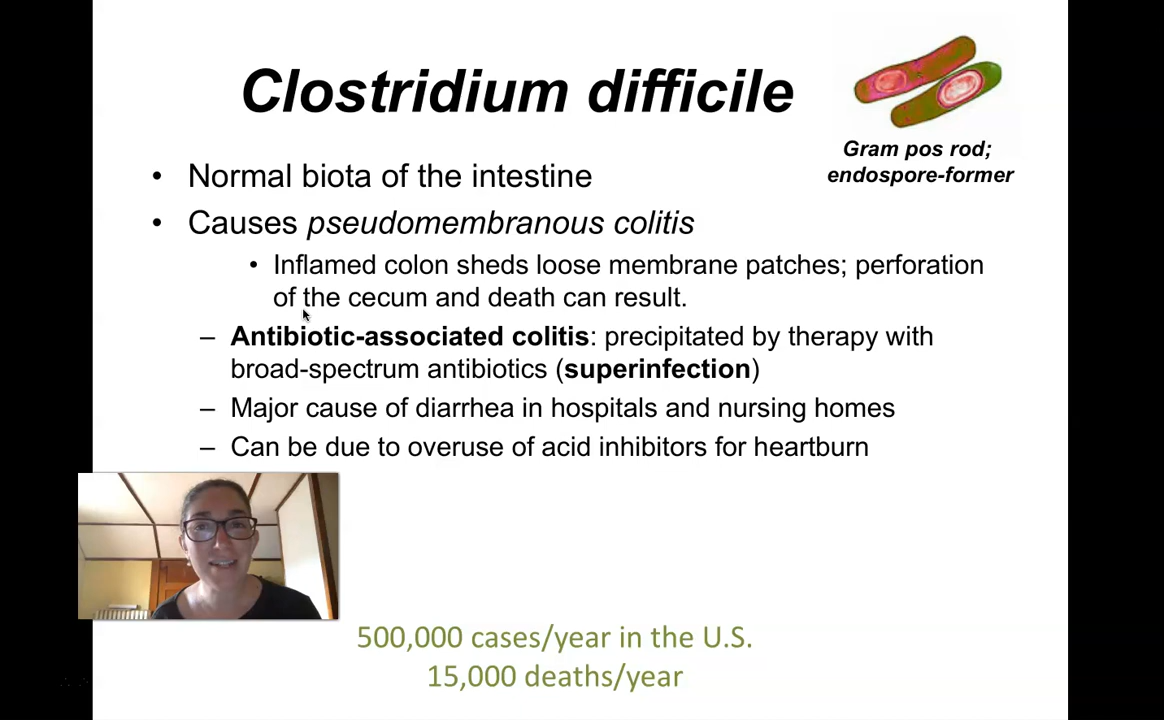 Clostridium difficile
Gram pos rod;
endospore-former
• Normal biota of the intestine
• Causes pseudomembranous colitis
• Inflamed colon sheds loose membrane patches; perforation
of the cecum and death can result.
– Antibiotic-associated colitis: precipitated by therapy with
broad-spectrum antibiotics (superinfection)
– Major cause of diarrhea in hospitals and nursing homes
– Can be due to overuse of acid inhibitors for heartburn
500,000 cases/year in the U.S.
15,000 deaths/year